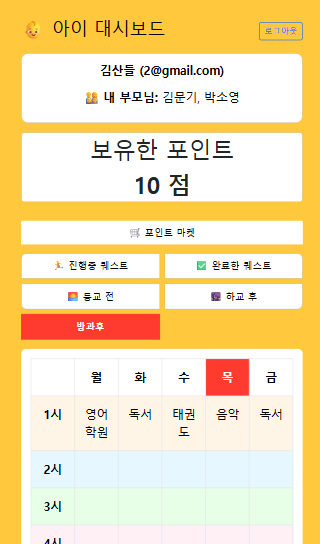 아이 대시보드
로그아웃
김산들 (2@gmail.com)
내 부모님: 김문기, 박소영
보유한 포인트
10 점
포인트 마켓
진행중 퀘스트
완료한 퀘스트
등교 전
하교 후
방과후
월 화 수 목 금
1시 영어 독서 태권 음악 독서
학원 도
2시
3시
4시